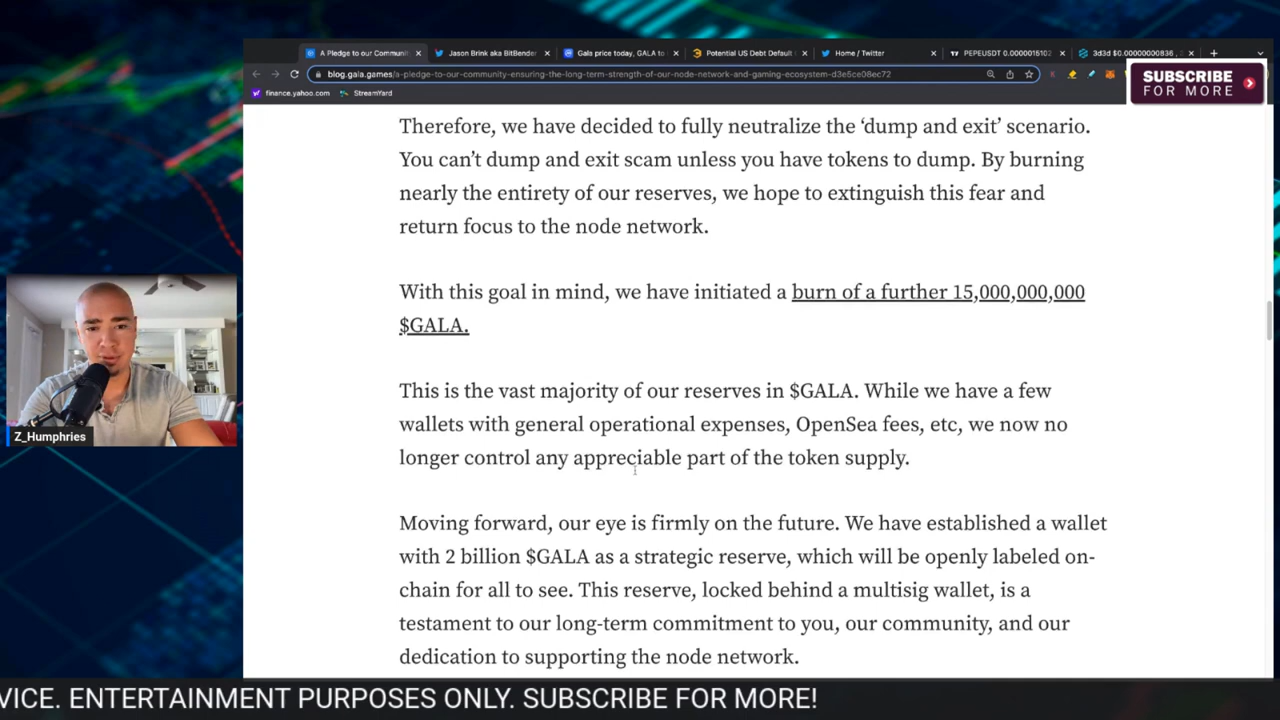 A Pledge to our Communi
Jason Brink aka BitBender
Gala price today, GALA to
Potential US Debt Default
Home / Twitter
PEPEUSDT 0.0000015102
3d3d $0.00000000836
blog.gala.games/a-pledge-to-our-community-ensuring-the-long-term-strength-of-our-node-network-and-gaming-ecosystem-d3e5ce08ec72
finance.yahoo.com
StreamYard
SUBSCRIBE
FOR MORE
Therefore, we have decided to fully neutralize the ‘dump and exit’ scenario.
You can’t dump and exit scam unless you have tokens to dump. By burning
nearly the entirety of our reserves, we hope to extinguish this fear and
return focus to the node network.
With this goal in mind, we have initiated a burn of a further 15,000,000,000
$GALA.
This is the vast majority of our reserves in $GALA. While we have a few
wallets with general operational expenses, OpenSea fees, etc, we now no
longer control any appreciable part of the token supply.
Moving forward, our eye is firmly on the future. We have established a wallet
with 2 billion $GALA as a strategic reserve, which will be openly labeled on-
chain for all to see. This reserve, locked behind a multisig wallet, is a
testament to our long-term commitment to you, our community, and our
dedication to supporting the node network.
Z_Humphries
VICE. ENTERTAINMENT PURPOSES ONLY. SUBSCRIBE FOR MORE!